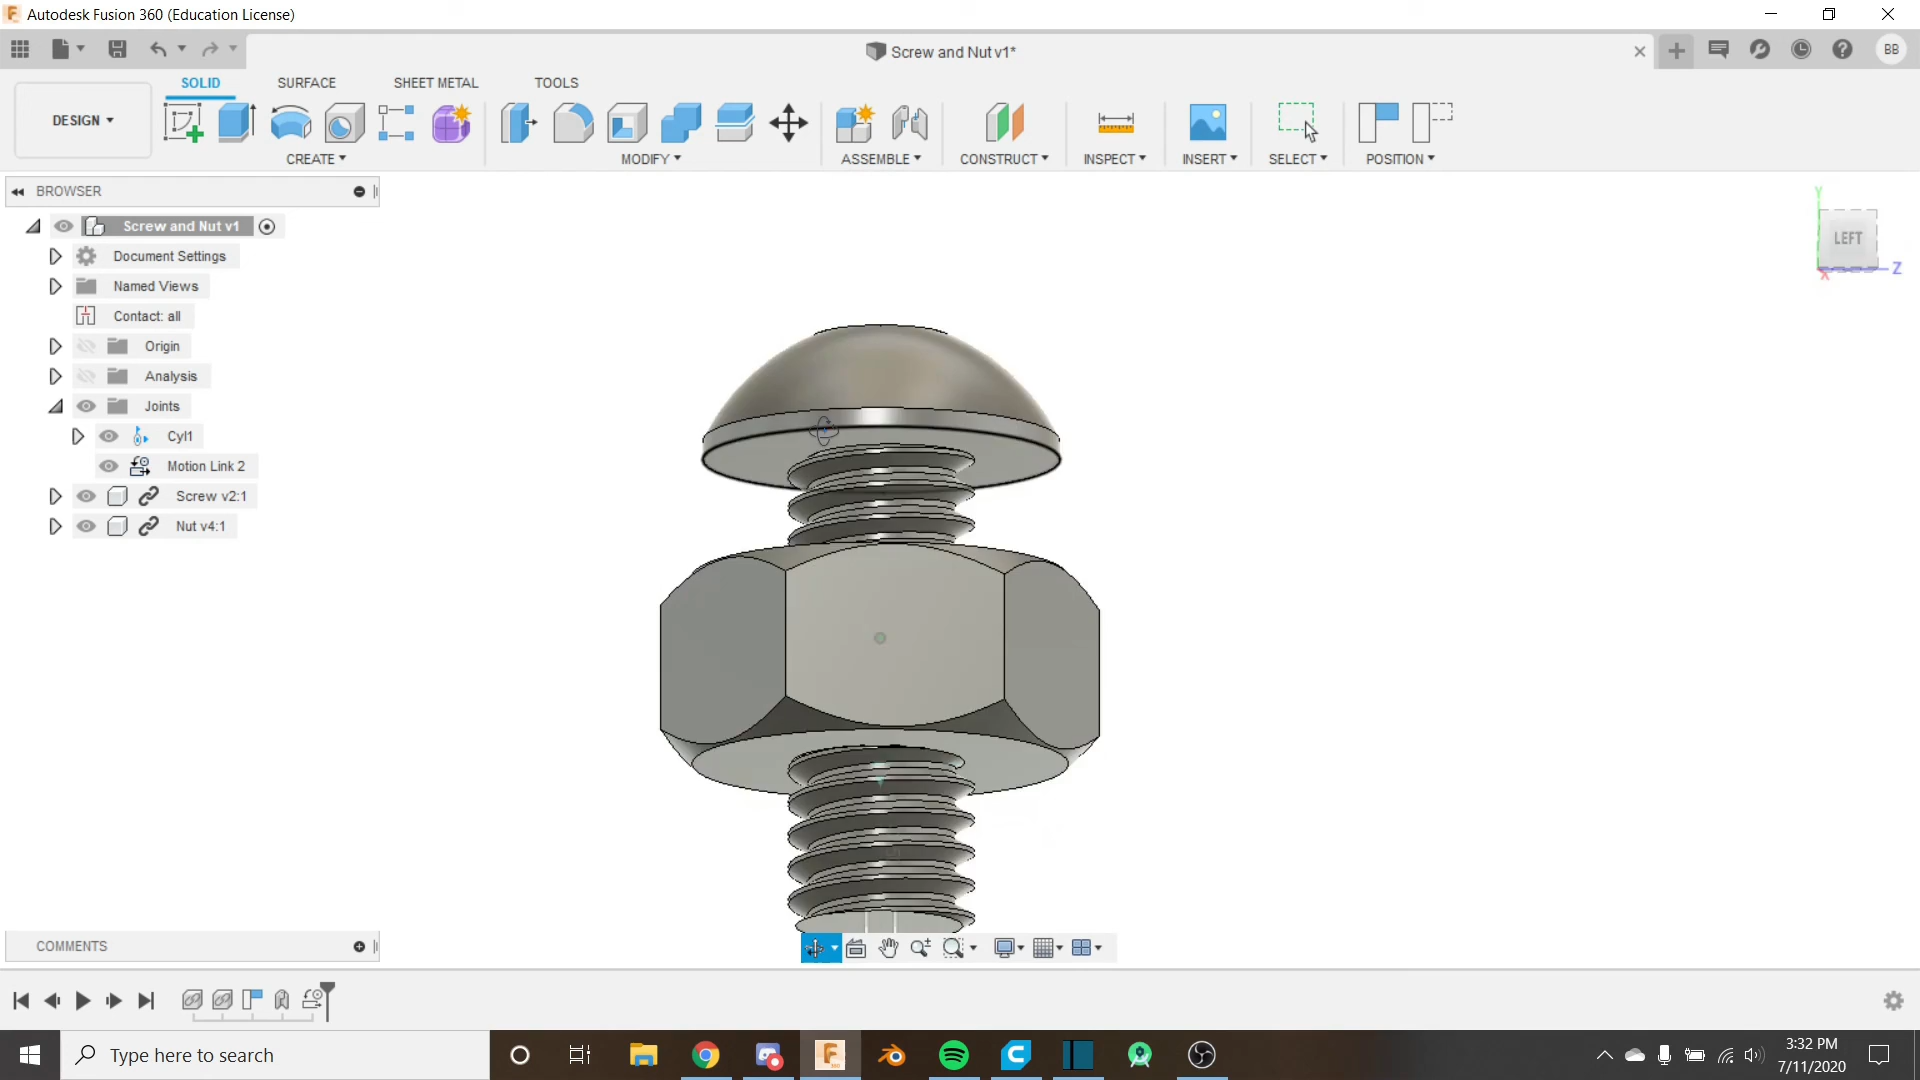 Autodesk Fusion 360 (Education License)
Screw and Nut v1*
BB
DESIGN
SOLID
SURFACE
SHEET METAL
TOOLS
CREATE
MODIFY
ASSEMBLE
CONSTRUCT
INSPECT
INSERT
SELECT
POSITION
BROWSER
Screw and Nut v1
Document Settings
Named Views
Contact: all
Origin
Analysis
Joints
Cyl1
Motion Link 2
Screw v2:1
Nut v4:1
Y
LEFT
Z
X
COMMENTS
Type here to search
3:32 PM
7/11/2020